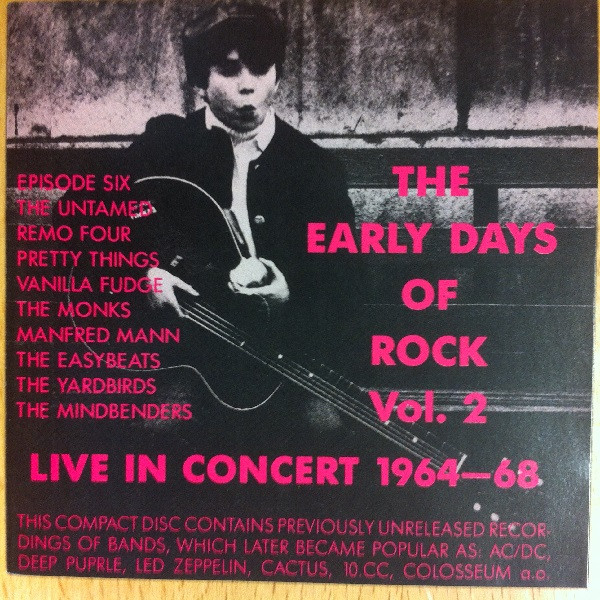 EPISODE SIX
THE UNTAMED
REMO FOUR
PRETTY THINGS
VANILLA FUDGE
THE MONKS
MANFRED MANN
THE EASYBEATS
THE YARDBIRDS
THE MINDBENDERS
THE
EARLY DAYS
OF
ROCK
Vol. 2
LIVE IN CONCERT 1964—68
THIS COMPACT DISC CONTAINS PREVIOUSLY UNRELEASED RECOR-
DINGS OF BANDS, WHICH LATER BECAME POPULAR AS: AC/DC,
DEEP PUPRLE, LED ZEPPELIN, CACTUS, 10 CC, COLOSSEUM a.o.